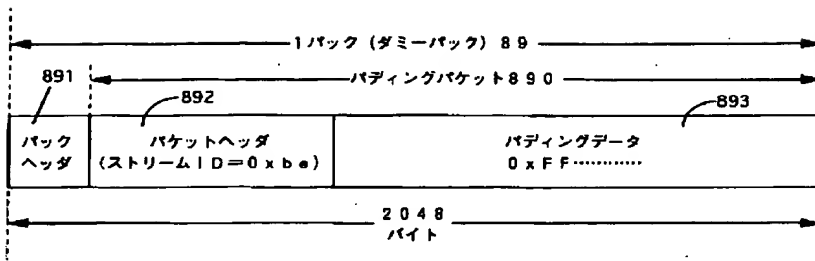 1パック（ダミーパック）89
パディングパケット890
891
892
893
パック
ヘッダ
パケットヘッダ
（ストリームID＝0xbe）
パディングデータ
0xFF…………
2048
バイト